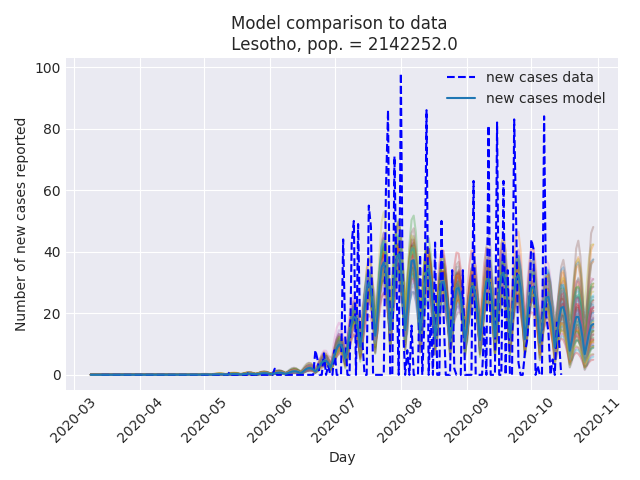 Model comparison to data
Lesotho, pop. = 2142252.0
100
80
60
40
20
0
Number of new cases reported
new cases data
new cases model
2020-03
2020-04
2020-05
2020-06
2020-07
2020-08
2020-09
2020-10
2020-11
Day